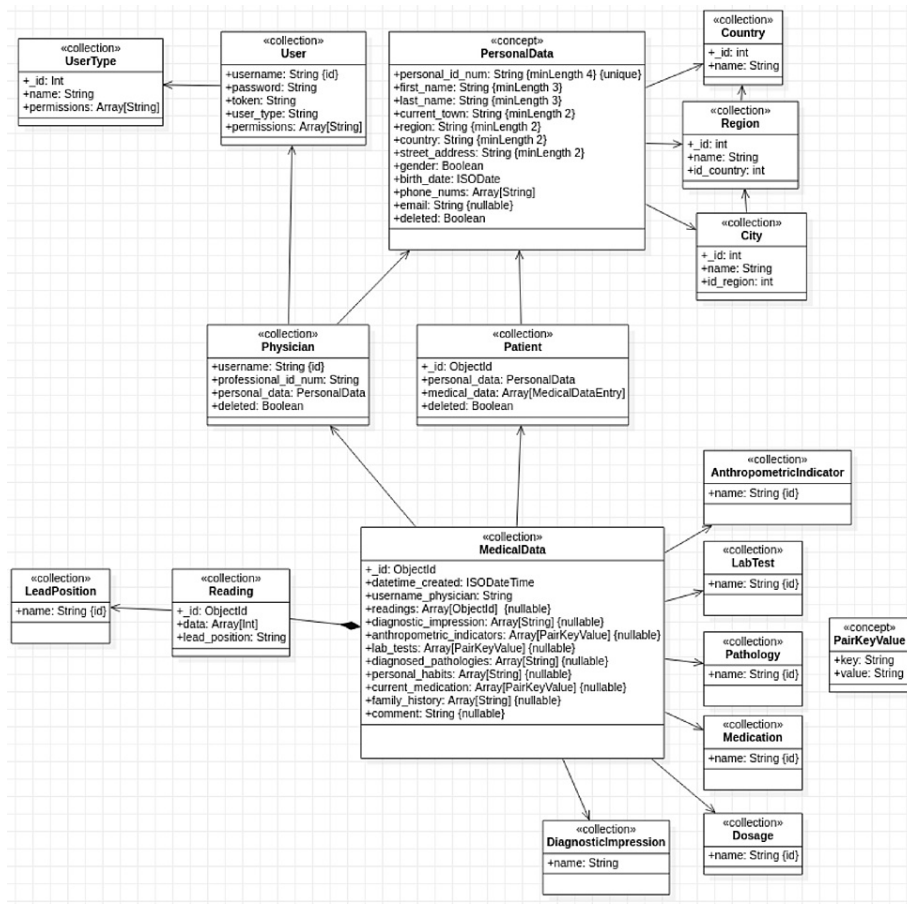 «collection»
UserType
+_id: Int
+name: String
+permissions: Array[String]
«collection»
User
+username: String {id}
+password: String
+token: String
+user_type: String
+permissions: Array[String]
«concept»
PersonalData
+personal_id_num: String {minLength 4} {unique}
+first_name: String {minLength 3}
+last_name: String {minLength 3}
+current_town: String {minLength 2}
+region: String {minLength 2}
+country: String {minLength 2}
+street_address: String {minLength 2}
+gender: Boolean
+birth_date: ISODate
+phone_nums: Array[String]
+email: String {nullable}
+deleted: Boolean
«collection»
Country
+_id: int
+name: String
«collection»
Region
+_id: int
+name: String
+id_country: int
«collection»
City
+_id: int
+name: String
+id_region: int
«collection»
Physician
+username: String {id}
+professional_id_num: String
+personal_data: PersonalData
+deleted: Boolean
«collection»
Patient
+_id: ObjectId
+personal_data: PersonalData
+medical_data: Array[MedicalDataEntry]
+deleted: Boolean
«collection»
AnthropometricIndicator
+name: String {id}
«collection»
MedicalData
+_id: ObjectId
+datetime_created: ISODateTime
+username_physician: String
+readings: Array[ObjectId] {nullable}
+diagnostic_impression: Array[String] {nullable}
+anthropometric_indicators: Array[PairKeyValue] {nullable}
+lab_tests: Array[PairKeyValue] {nullable}
+diagnosed_pathologies: Array[String] {nullable}
+personal_habits: Array[String] {nullable}
+current_medication: Array[PairKeyValue] {nullable}
+family_history: Array[String] {nullable}
+comment: String {nullable}
«collection»
LeadPosition
+name: String {id}
«collection»
Reading
+_id: ObjectId
+data: Array[Int]
+lead_position: String
«collection»
LabTest
+name: String {id}
«collection»
Pathology
+name: String {id}
«concept»
PairKeyValue
+key: String
+value: String
«collection»
Medication
+name: String {id}
«collection»
Dosage
+name: String {id}
«collection»
DiagnosticImpression
+name: String